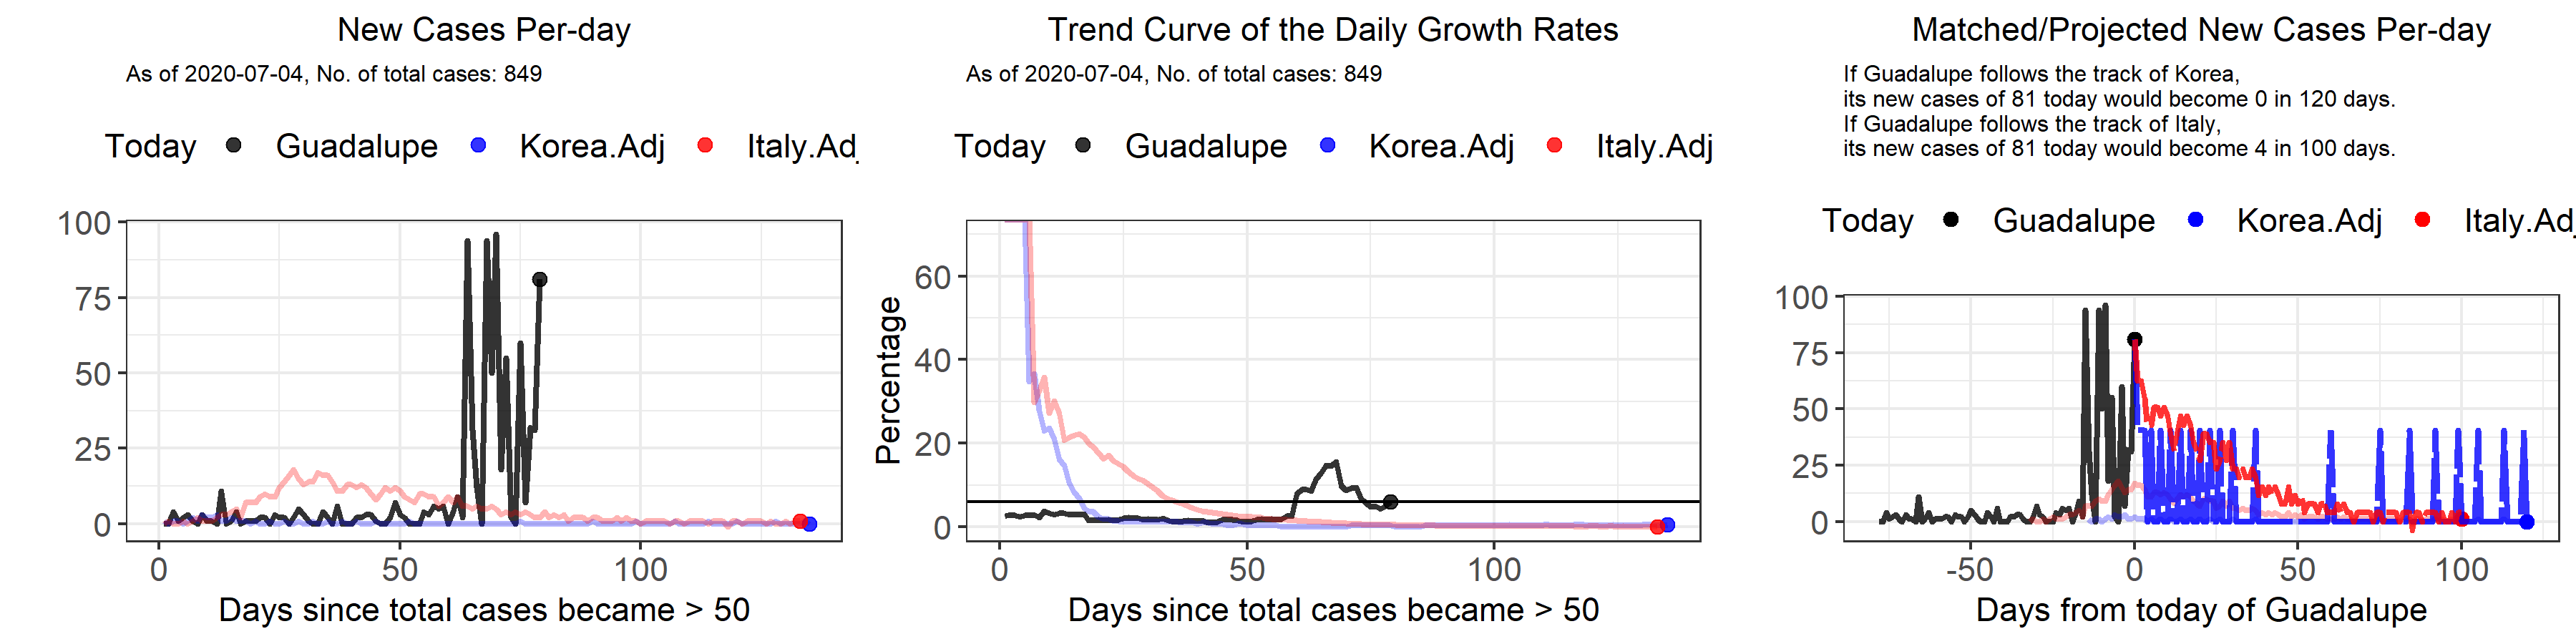 New Cases Per-day
As of 2020-07-04, No. of total cases: 849
Today Guadalupe Korea.Adj Italy.Ad
100
75
50
25
0
0 50 100
Days since total cases became > 50
Trend Curve of the Daily Growth Rates
As of 2020-07-04, No. of total cases: 849
Today Guadalupe Korea.Adj Italy.Adj
Percentage
60
40
20
0
0 50 100
Days since total cases became > 50
Matched/Projected New Cases Per-day
If Guadalupe follows the track of Korea,
its new cases of 81 today would become 0 in 120 days.
If Guadalupe follows the track of Italy,
its new cases of 81 today would become 4 in 100 days.
Today Guadalupe Korea.Adj Italy.Adj
100
75
50
25
0
-50 0 50 100
Days from today of Guadalupe